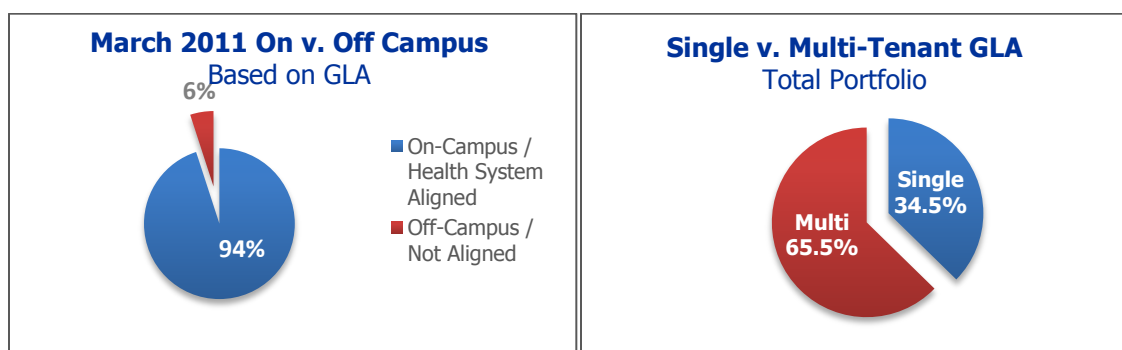 March 2011 On v. Off Campus
Based on GLA
6%
94%
On-Campus /
Health System
Aligned
Off-Campus /
Not Aligned
Single v. Multi-Tenant GLA
Total Portfolio
Single
34.5%
Multi
65.5%